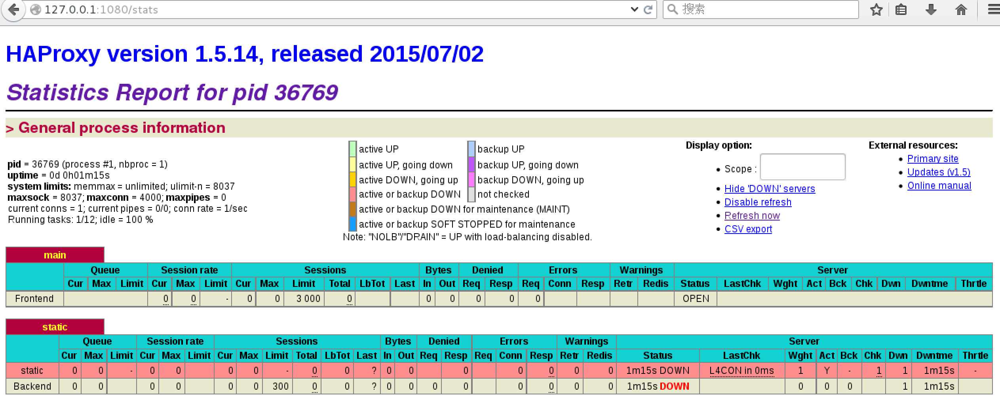 127.0.0.1:1080/stats 搜索
HAProxy version 1.5.14, released 2015/07/02
Statistics Report for pid 36769
> General process information
pid = 36769 (process #1, nbproc = 1)
uptime = 0d 0h01m15s
system limits: memmax = unlimited; ulimit-n = 8037
maxsock = 8037; maxconn = 4000; maxpipes = 0
current conns = 1; current pipes = 0/0; conn rate = 1/sec
Running tasks: 1/12; idle = 100 %
active UP backup UP
active UP, going down backup UP, going down
active DOWN, going up backup DOWN, going up
active or backup DOWN not checked
active or backup DOWN for maintenance (MAINT)
active or backup SOFT STOPPED for maintenance
Note: "NOLB"/"DRAIN" = UP with load-balancing disabled.
Display option:
Scope :
Hide 'DOWN' servers
Disable refresh
Refresh now
CSV export
External resources:
Primary site
Updates (v1.5)
Online manual
main
Queue Session rate Sessions Bytes Denied Errors Warnings Server
Cur Max Limit Cur Max Limit Cur Max Limit Total LbTot Last In Out Req Resp Req Conn Resp Retr Redis Status LastChk Wght Act Bck Chk Dwn Dwntme Thrtle
Frontend 0 0 - 0 0 3 000 0 0 0 0 0 0 OPEN
static
Queue Session rate Sessions Bytes Denied Errors Warnings Server
Cur Max Limit Cur Max Limit Cur Max Limit Total LbTot Last In Out Req Resp Req Conn Resp Retr Redis Status LastChk Wght Act Bck Chk Dwn Dwntme Thrtle
static 0 0 - 0 0 0 0 - 0 0 ? 0 0 0 0 0 0 0 1m15s DOWN L4CON in 0ms 1 Y - 1 1 1m15s -
Backend 0 0 0 0 0 0 300 0 0 ? 0 0 0 0 0 0 0 0 1m15s DOWN 0 0 0 1 1m15s